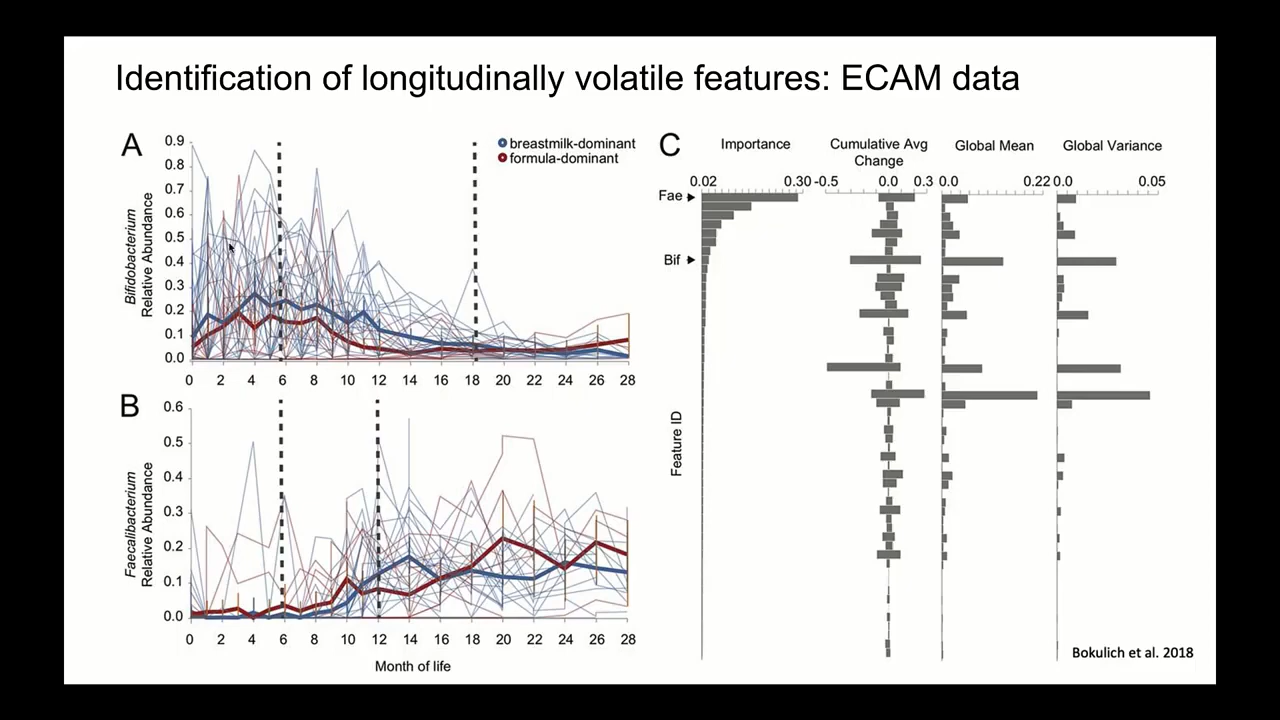 Identification of longitudinally volatile features: ECAM data
A
breastmilk-dominant
formula-dominant
Bifidobacterium
Relative Abundance
0.9
0.8
0.7
0.6
0.5
0.4
0.3
0.2
0.1
0.0
0 2 4 6 8 10 12 14 16 18 20 22 24 26 28
B
Faecalibacterium
Relative Abundance
0.6
0.5
0.4
0.3
0.2
0.1
0.0
0 2 4 6 8 10 12 14 16 18 20 22 24 26 28
Month of life
C
Importance
Cumulative Avg
Change
Global Mean
Global Variance
0.02 0.30 -0.5 0.0 0.3 0.0 0.22 0.0 0.05
Fae
Bif
Feature ID
Bokulich et al. 2018